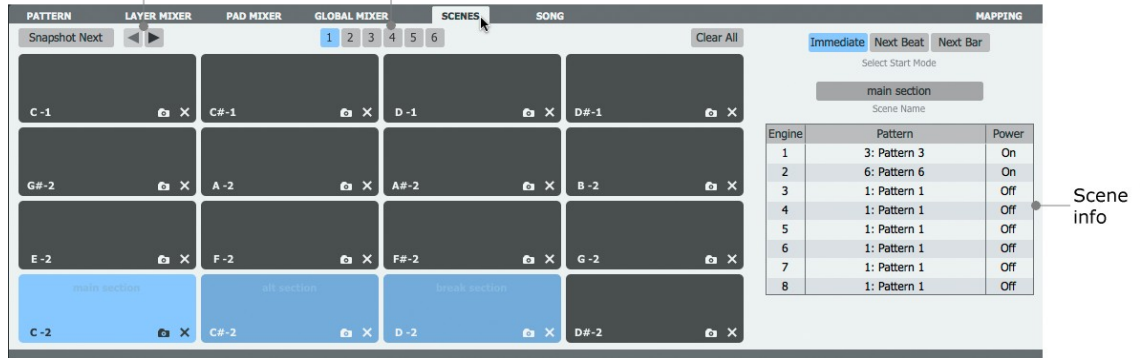 PATTERN LAYER MIXER PAD MIXER GLOBAL MIXER SCENES SONG MAPPING
Snapshot Next 1 2 3 4 5 6 Clear All
Immediate Next Beat Next Bar
Select Start Mode
main section
Scene Name
C -1 C#-1 D -1 D#-1
G#-2 A -2 A#-2 B -2
E -2 F -2 F#-2 G -2
main section alt section break section
C -2 C#-2 D -2 D#-2
Engine Pattern Power
1 3: Pattern 3 On
2 6: Pattern 6 On
3 1: Pattern 1 Off
4 1: Pattern 1 Off
5 1: Pattern 1 Off
6 1: Pattern 1 Off
7 1: Pattern 1 Off
8 1: Pattern 1 Off
Scene
info